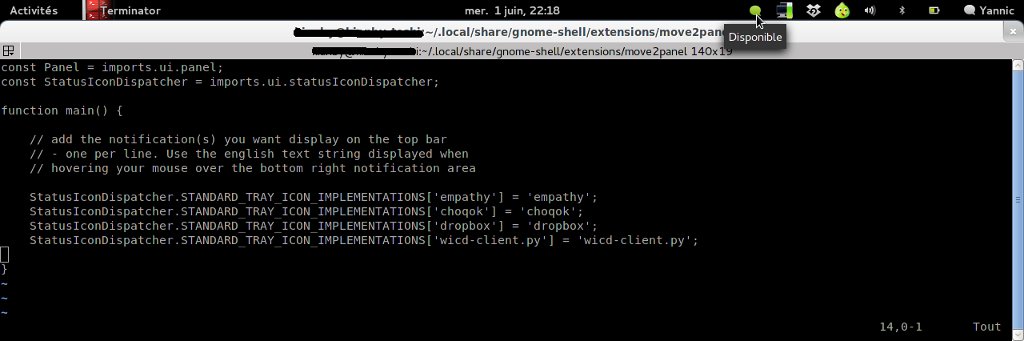 Activités Terminator mer. 1 juin, 22:18 Yannic
:~/.local/share/gnome-shell/extensions/move2pane
Disponible
i:~/.local/share/gnome-shell/extensions/move2panel 140x19
const Panel = imports.ui.panel;
const StatusIconDispatcher = imports.ui.statusIconDispatcher;
function main() {
// add the notification(s) you want display on the top bar
// - one per line. Use the english text string displayed when
// hovering your mouse over the bottom right notification area
StatusIconDispatcher.STANDARD_TRAY_ICON_IMPLEMENTATIONS['empathy'] = 'empathy';
StatusIconDispatcher.STANDARD_TRAY_ICON_IMPLEMENTATIONS['choqok'] = 'choqok';
StatusIconDispatcher.STANDARD_TRAY_ICON_IMPLEMENTATIONS['dropbox'] = 'dropbox';
StatusIconDispatcher.STANDARD_TRAY_ICON_IMPLEMENTATIONS['wicd-client.py'] = 'wicd-client.py';
}
~
~
~
14,0-1 Tout